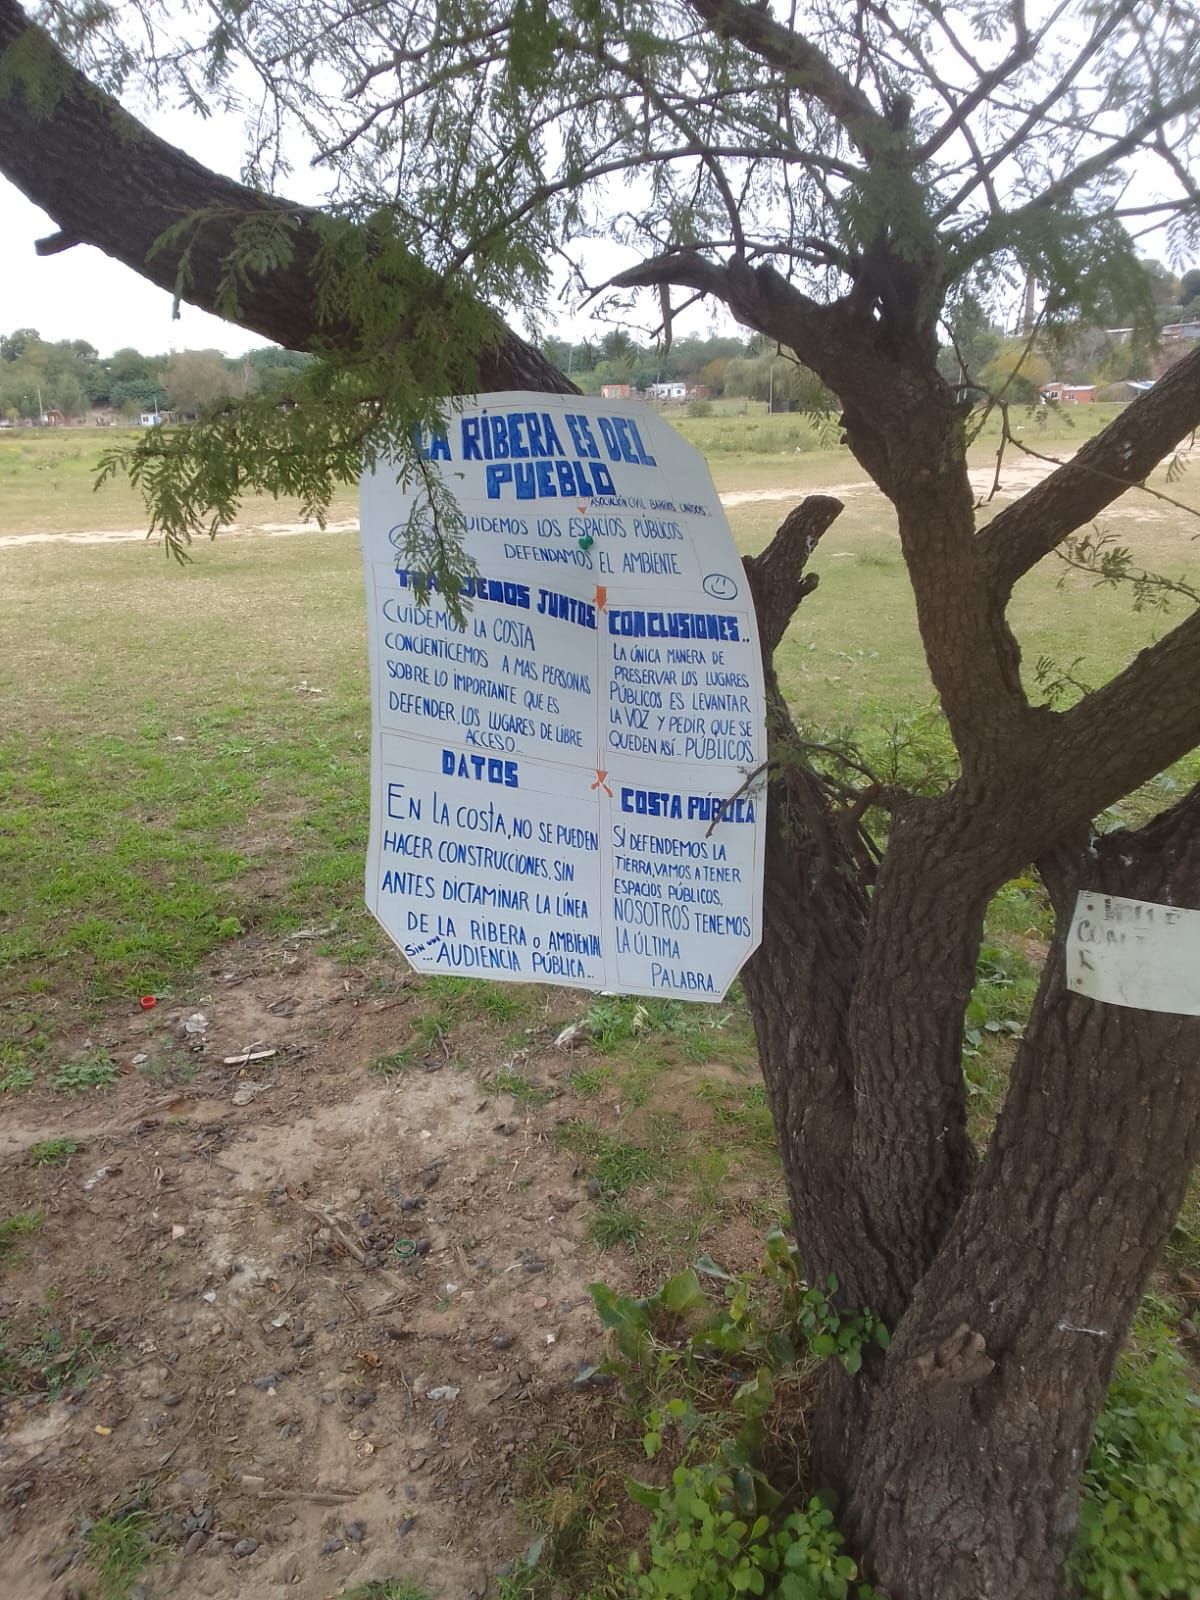 LA RIBERA ES DEL
PUEBLO
ASOCIACIÓN CIVIL BARRIOS UNIDOS
CUIDEMOS LOS ESPACIOS PÚBLICOS
DEFENDAMOS EL AMBIENTE
JUNTOS
CUIDEMOS LA COSTA
CONCIENTICEMOS A MAS PERSONAS
SOBRE LO IMPORTANTE QUE ES
DEFENDER, LOS LUGARES DE LIBRE
ACCESO...
CONCLUSIONES..
LA ÚNICA MANERA DE
PRESERVAR LOS LUGARES
PÚBLICOS ES LEVANTAR
LA VOZ Y PEDIR QUE SE
QUEDEN ASÍ.. PÚBLICOS
DATOS
EN LA COSTA, NO SE PUEDEN
HACER CONSTRUCCIONES, SIN
ANTES DICTAMINAR LA LÍNEA
DE LA RIBERA O AMBIENTAL
SIN UNA
... AUDIENCIA PÚBLICA...
COSTA PÚBLICA
SÍ DEFENDEMOS LA
TIERRA, VAMOS A TENER
ESPACIOS PÚBLICOS,
NOSOTROS TENEMOS
LA ÚLTIMA
PALABRA..